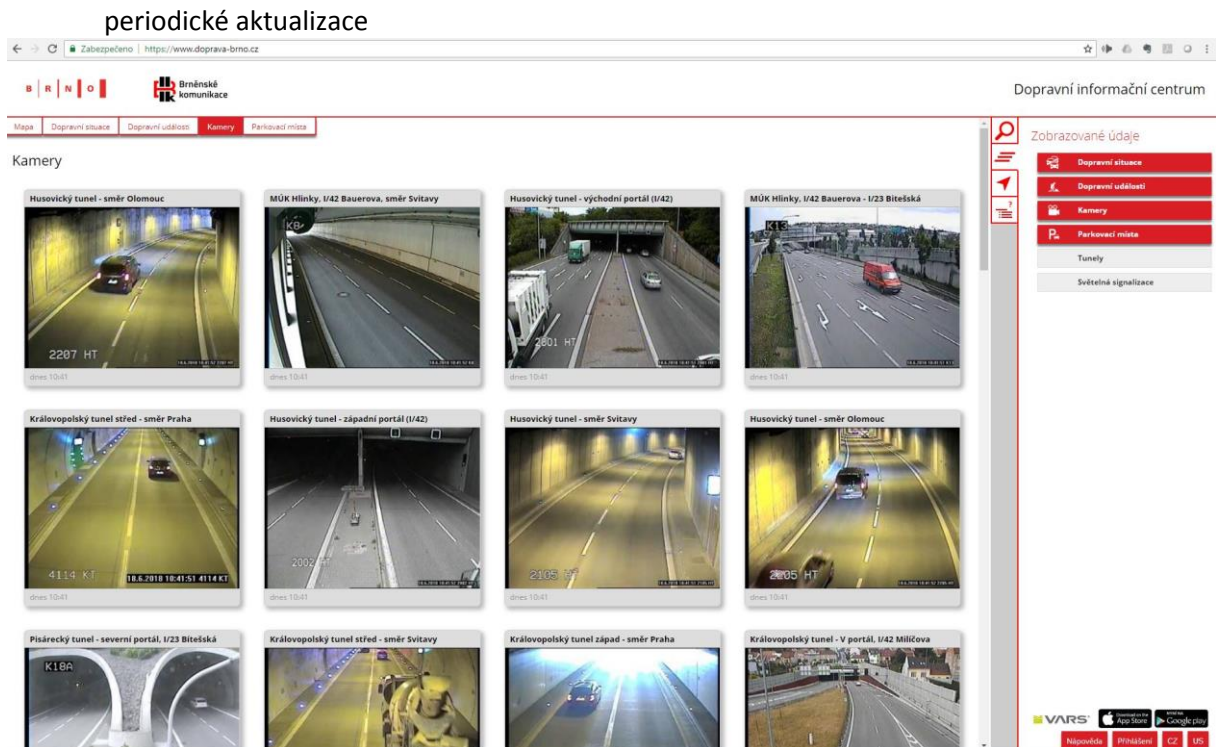 periodické aktualizace
Zabezpečeno | https://www.doprava-brno.cz
B R N O
Brněnské
komunikace
Dopravní informační centrum
Mapa Dopravní situace Dopravní události Kamery Parkovací místa
Zobrazované údaje
Dopravní situace
Dopravní události
Kamery
Parkovací místa
Tunely
Světelná signalizace
Kamery
Husovický tunel - směr Olomouc
MÚK Hlinky, I/42 Bauerova, směr Svitavy
Husovický tunel - východní portál (I/42)
MÚK Hlinky, I/42 Bauerova - I/23 Bítešská
2207 HT
K8
2801 HT
K13
dnes 10:41
dnes 10:41
dnes 10:41
dnes 10:41
Královopolský tunel střed - směr Praha
Husovický tunel - západní portál (I/42)
Husovický tunel - směr Svitavy
Husovický tunel - směr Olomouc
4114 KT
18.6.2018 10:41:51 4114 KT
2002 HT
2105 HT
2205 HT
dnes 10:41
dnes 10:41
dnes 10:41
dnes 10:41
Pisárecký tunel - severní portál, I/23 Bítešská
Královopolský tunel střed - směr Svitavy
Královopolský tunel západ - směr Praha
Královopolský tunel - V portál, I/42 Milíčova
K18A
VARS
Download on the
App Store
Google play
Nápověda Přihlášení CZ US